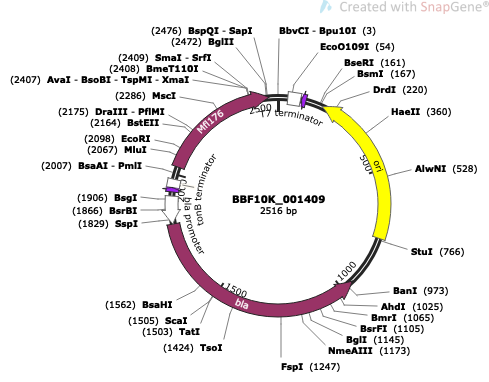 Created with SnapGene®
(2476) BspQI - SapI
(2472) BglII
(2409) SmaI - SrfI
(2408) BmeT110I
(2407) AvaI - BsoBI - TspMI - XmaI
(2286) MscI
(2175) DraIII - PflMI
(2164) BstEII
(2098) EcoRI
(2067) MluI
(2007) BsaAI - PmlI
(1906) BsgI
(1866) BsrBI
(1829) SspI
(1562) BsaHI
(1505) ScaI
(1503) TatI
(1424) TsoI
BbvCI - Bpu10I (3)
EcoO109I (54)
BseRI (161)
BsmI (167)
DrdI (220)
HaeII (360)
AlwNI (528)
StuI (766)
BanI (973)
AhdI (1025)
BmrI (1065)
BsrFI (1105)
BglI (1145)
NmeAIII (1173)
FspI (1247)
BBF10K_001409
2516 bp
Mfl176
T7 terminator
ori
bla
bla promoter
tonB terminator
500
1000
1500
2000
2500